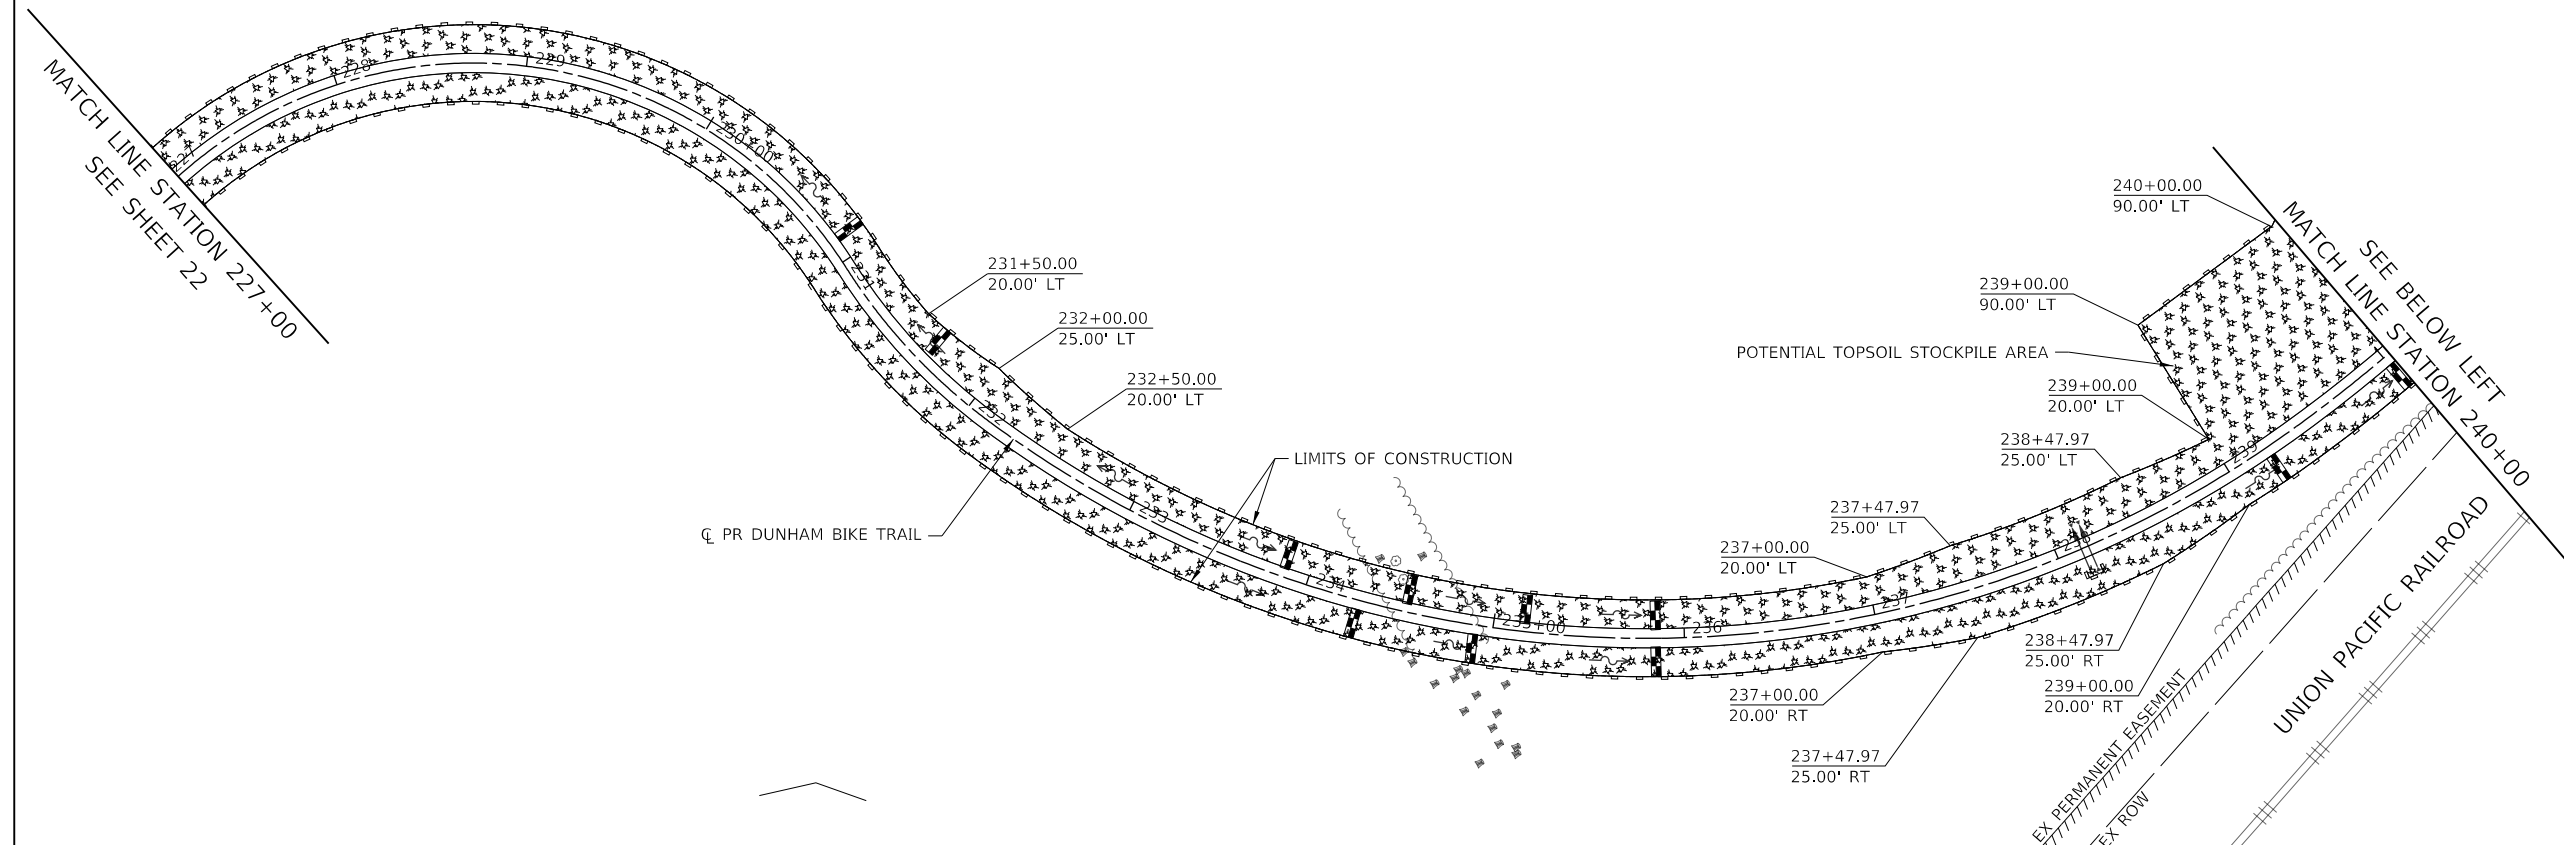 MATCH LINE STATION 227+00
SEE SHEET 22
227
228
229
230+00
231
232
233
234
235+00
236
237
238
239
231+50.00
20.00' LT
232+00.00
25.00' LT
232+50.00
20.00' LT
LIMITS OF CONSTRUCTION
℄ PR DUNHAM BIKE TRAIL
240+00.00
90.00' LT
239+00.00
90.00' LT
POTENTIAL TOPSOIL STOCKPILE AREA
239+00.00
20.00' LT
238+47.97
25.00' LT
237+47.97
25.00' LT
237+00.00
20.00' LT
237+00.00
20.00' RT
237+47.97
25.00' RT
238+47.97
25.00' RT
239+00.00
20.00' RT
SEE BELOW LEFT
MATCH LINE STATION 240+00
UNION PACIFIC RAILROAD
EX PERMANENT EASEMENT
EX ROW